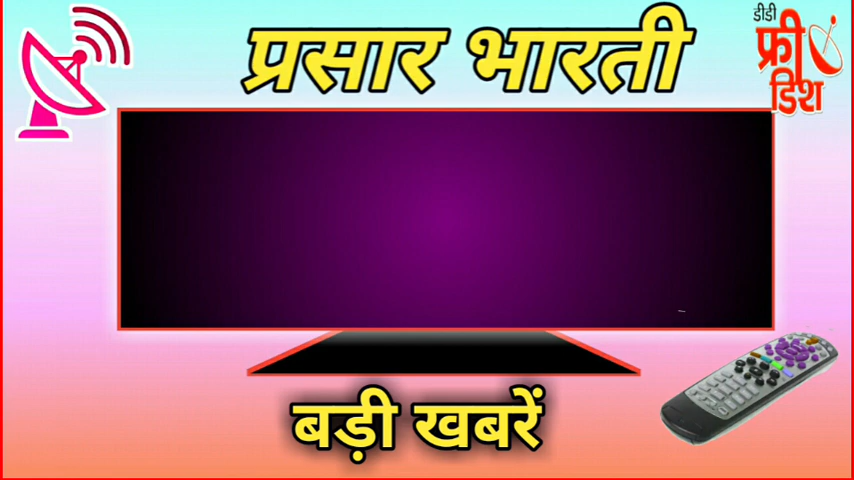 प्रसार भारती
डीडी
फ्री
डिश
बड़ी खबरें